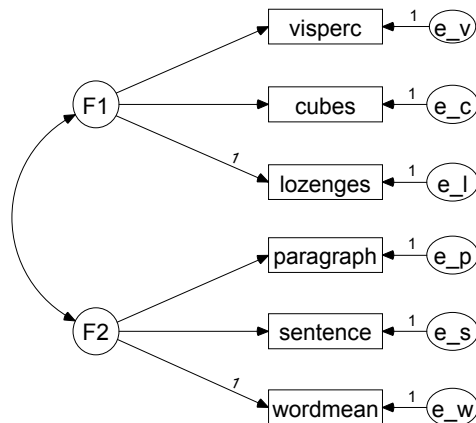 visperc 1 e_v
F1 cubes 1 e_c
1 lozenges 1 e_l
paragraph 1 e_p
F2 sentence 1 e_s
1 wordmean 1 e_w